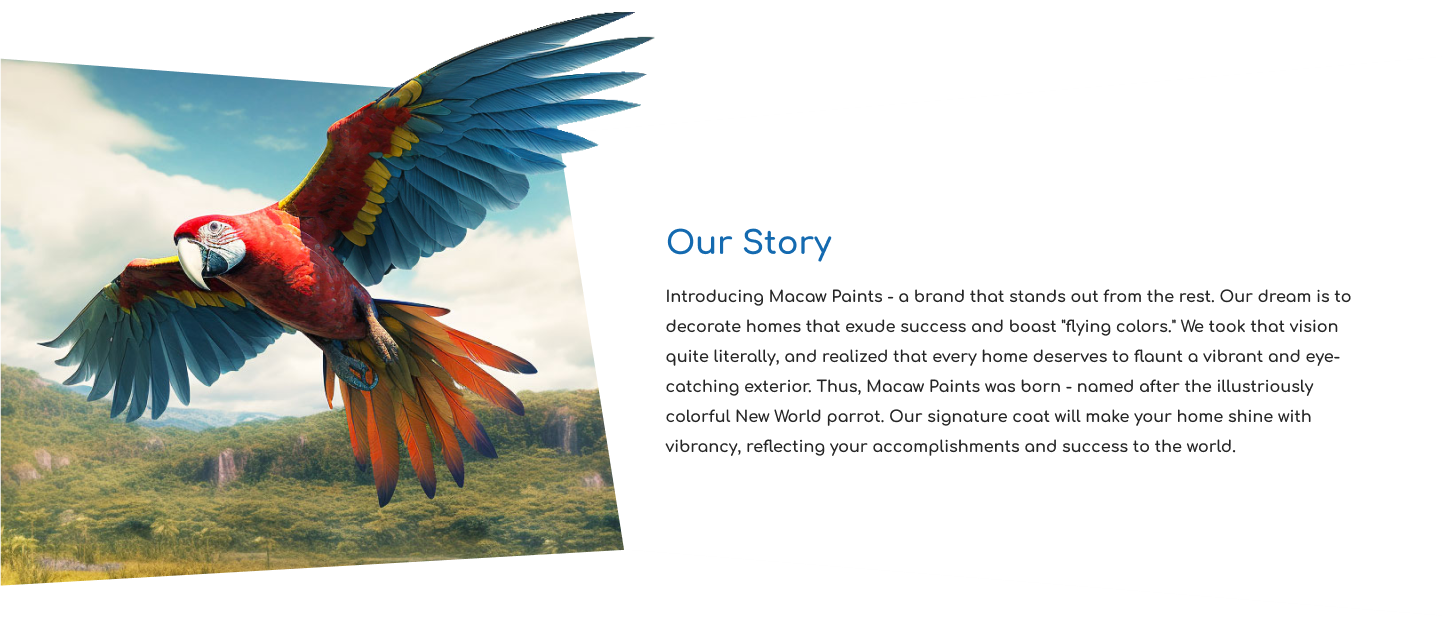 Our Story
Introducing Macaw Paints - a brand that stands out from the rest. Our dream is to
decorate homes that exude success and boast "flying colors." We took that vision
quite literally, and realized that every home deserves to flaunt a vibrant and eye-
catching exterior. Thus, Macaw Paints was born - named after the illustriously
colorful New World parrot. Our signature coat will make your home shine with
vibrancy, reflecting your accomplishments and success to the world.